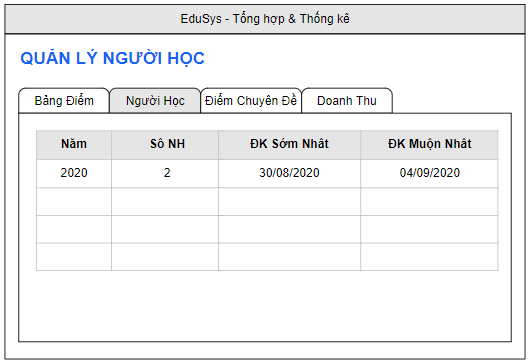 EduSys - Tổng hợp & Thống kê
QUẢN LÝ NGƯỜI HỌC
Bảng Điểm Người Học Điểm Chuyên Đề Doanh Thu
Năm Số NH ĐK Sớm Nhất ĐK Muộn Nhất
2020 2 30/08/2020 04/09/2020